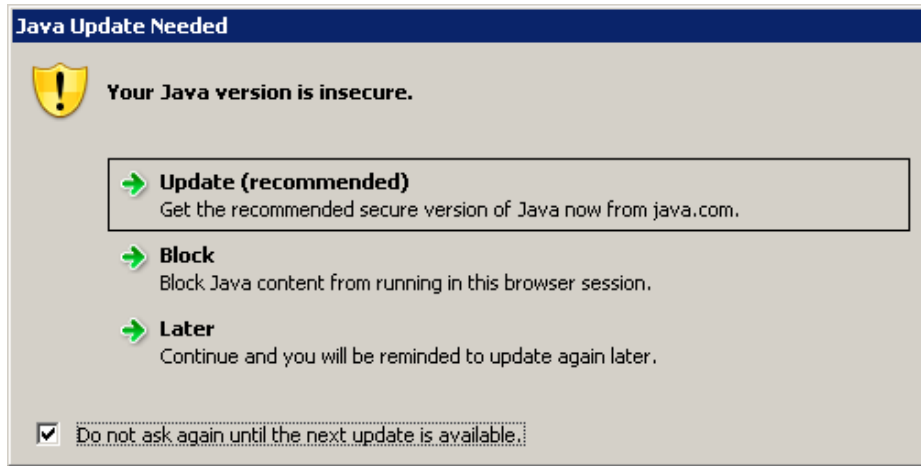 Java Update Needed
Your Java version is insecure.
Update (recommended)
Get the recommended secure version of Java now from java.com.
Block
Block Java content from running in this browser session.
Later
Continue and you will be reminded to update again later.
Do not ask again until the next update is available.